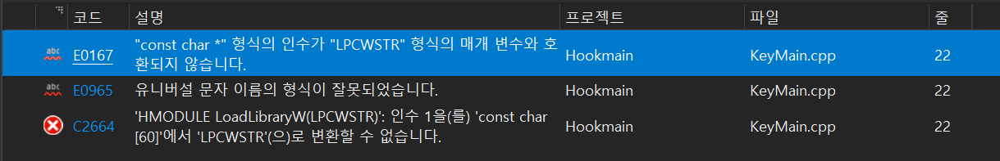 코드 설명 프로젝트 파일 줄
abc E0167 "const char *" 형식의 인수가 "LPCWSTR" 형식의 매개 변수와 호 Hookmain KeyMain.cpp 22
환되지 않습니다.
abc E0965 유니버설 문자 이름의 형식이 잘못되었습니다. Hookmain KeyMain.cpp 22
C2664 'HMODULE LoadLibraryW(LPCWSTR)': 인수 1을(를) 'const char Hookmain KeyMain.cpp 22
[60]'에서 'LPCWSTR'(으)로 변환할 수 없습니다.